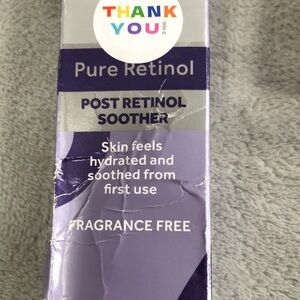 THANK
YOU!
Pure Retinol
POST RETINOL
SOOTHER
Skin feels
hydrated and
soothed from
first use
FRAGRANCE FREE